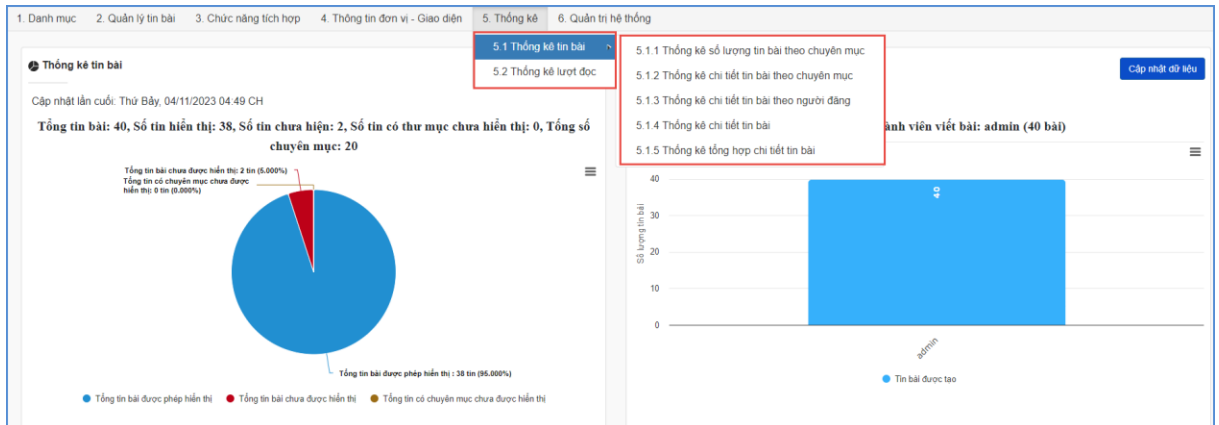 1. Danh mục 2. Quản lý tin bài 3. Chức năng tích hợp 4. Thông tin đơn vị - Giao diện 5. Thống kê 6. Quản trị hệ thống
5.1 Thống kê tin bài
5.2 Thống kê lượt đọc
5.1.1 Thống kê số lượng tin bài theo chuyên mục
5.1.2 Thống kê chi tiết tin bài theo chuyên mục
5.1.3 Thống kê chi tiết tin bài theo người đăng
5.1.4 Thống kê chi tiết tin bài
5.1.5 Thống kê tổng hợp chi tiết tin bài
Thống kê tin bài
Cập nhật dữ liệu
Cập nhật lần cuối: Thứ Bảy, 04/11/2023 04:49 CH
Tổng tin bài: 40, Số tin hiển thị: 38, Số tin chưa hiện: 2, Số tin có thư mục chưa hiển thị: 0, Tổng số
chuyên mục: 20
Tổng tin bài chưa được hiển thị: 2 tin (5.000%)
Tổng tin có chuyên mục chưa được
hiển thị: 0 tin (0.000%)
Tổng tin bài được phép hiển thị : 38 tin (95.000%)
Tổng tin bài được phép hiển thị Tổng tin bài chưa được hiển thị Tổng tin có chuyên mục chưa được hiển thị
ành viên viết bài: admin (40 bài)
Số lượng tin bài
40
30
20
10
0
40
admin
Tin bài được tạo